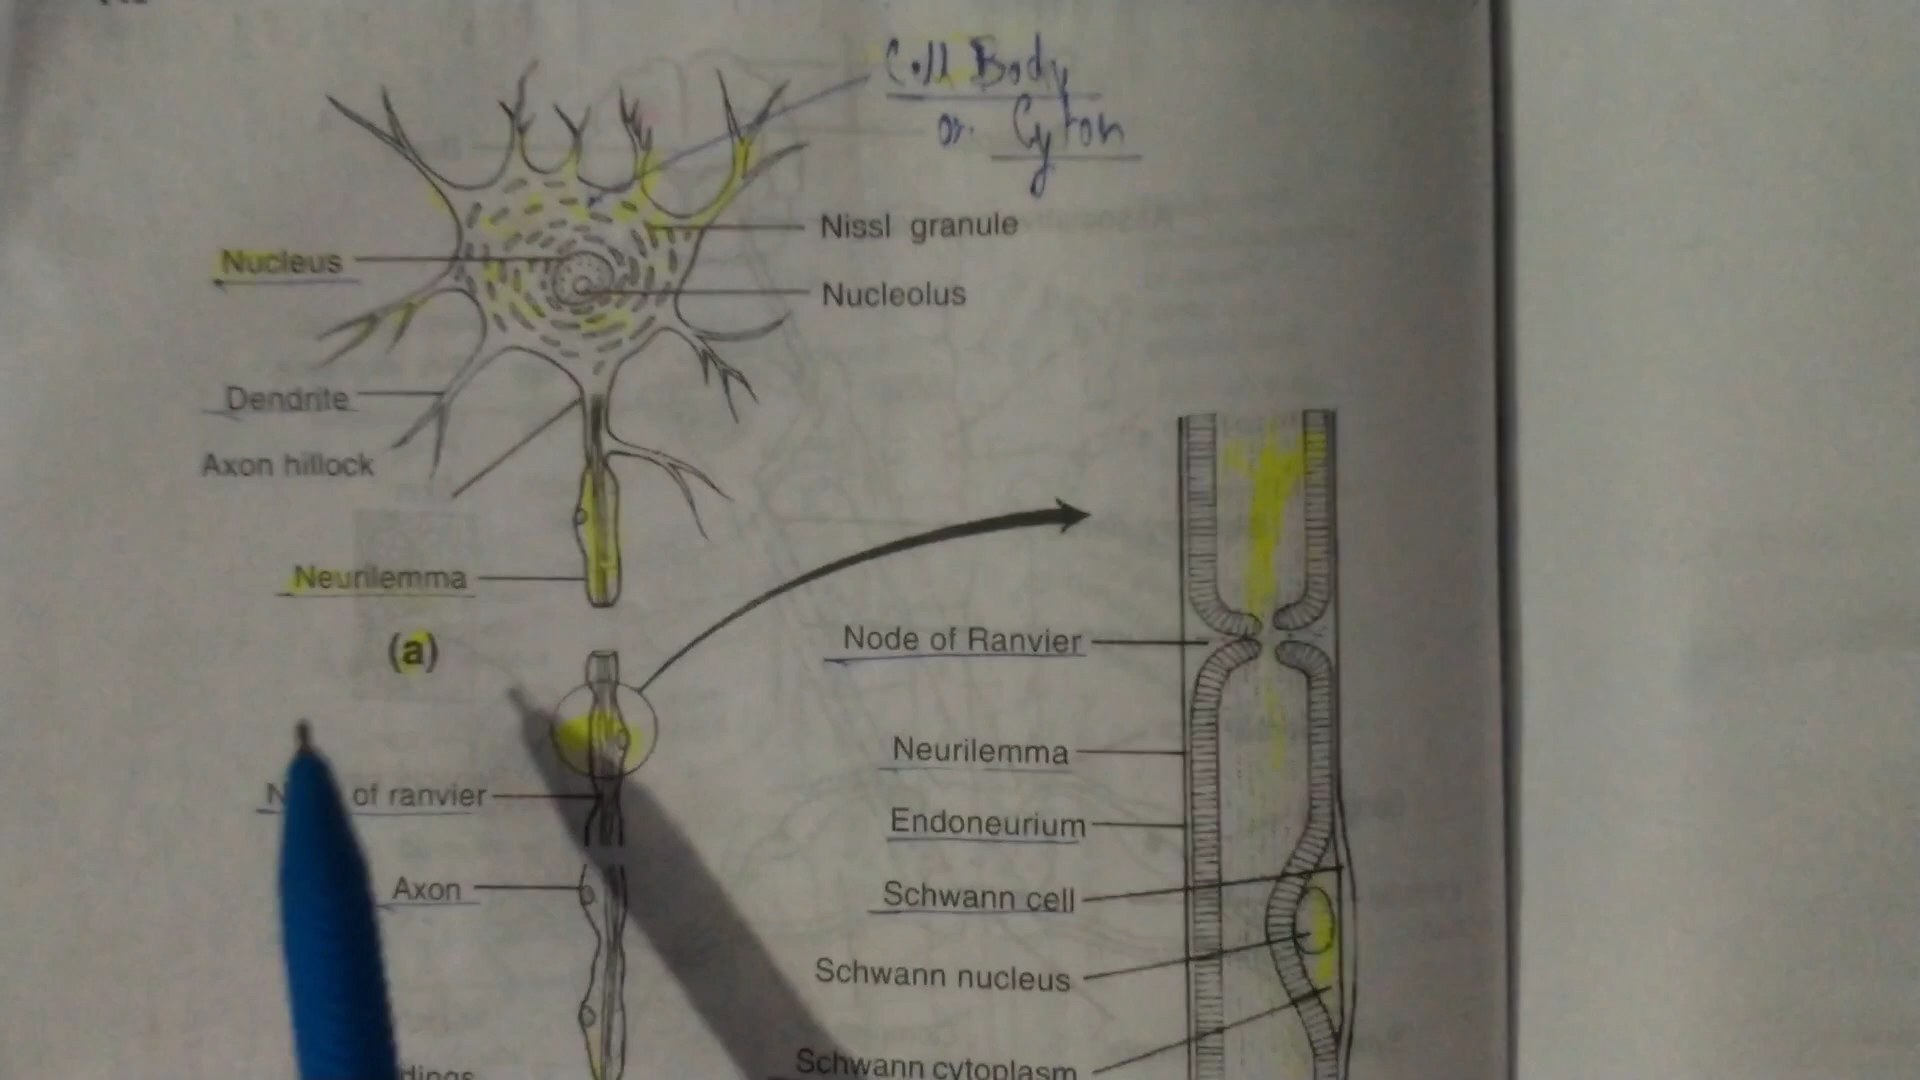 Cell Body
or Cyton
Nissl granule
Nucleus
Nucleolus
Dendrite
Axon hillock
Neurilemma
(a)
of ranvier
Axon
Node of Ranvier
Neurilemma
Endoneurium
Schwann cell
Schwann nucleus
Schwann cytoplasm